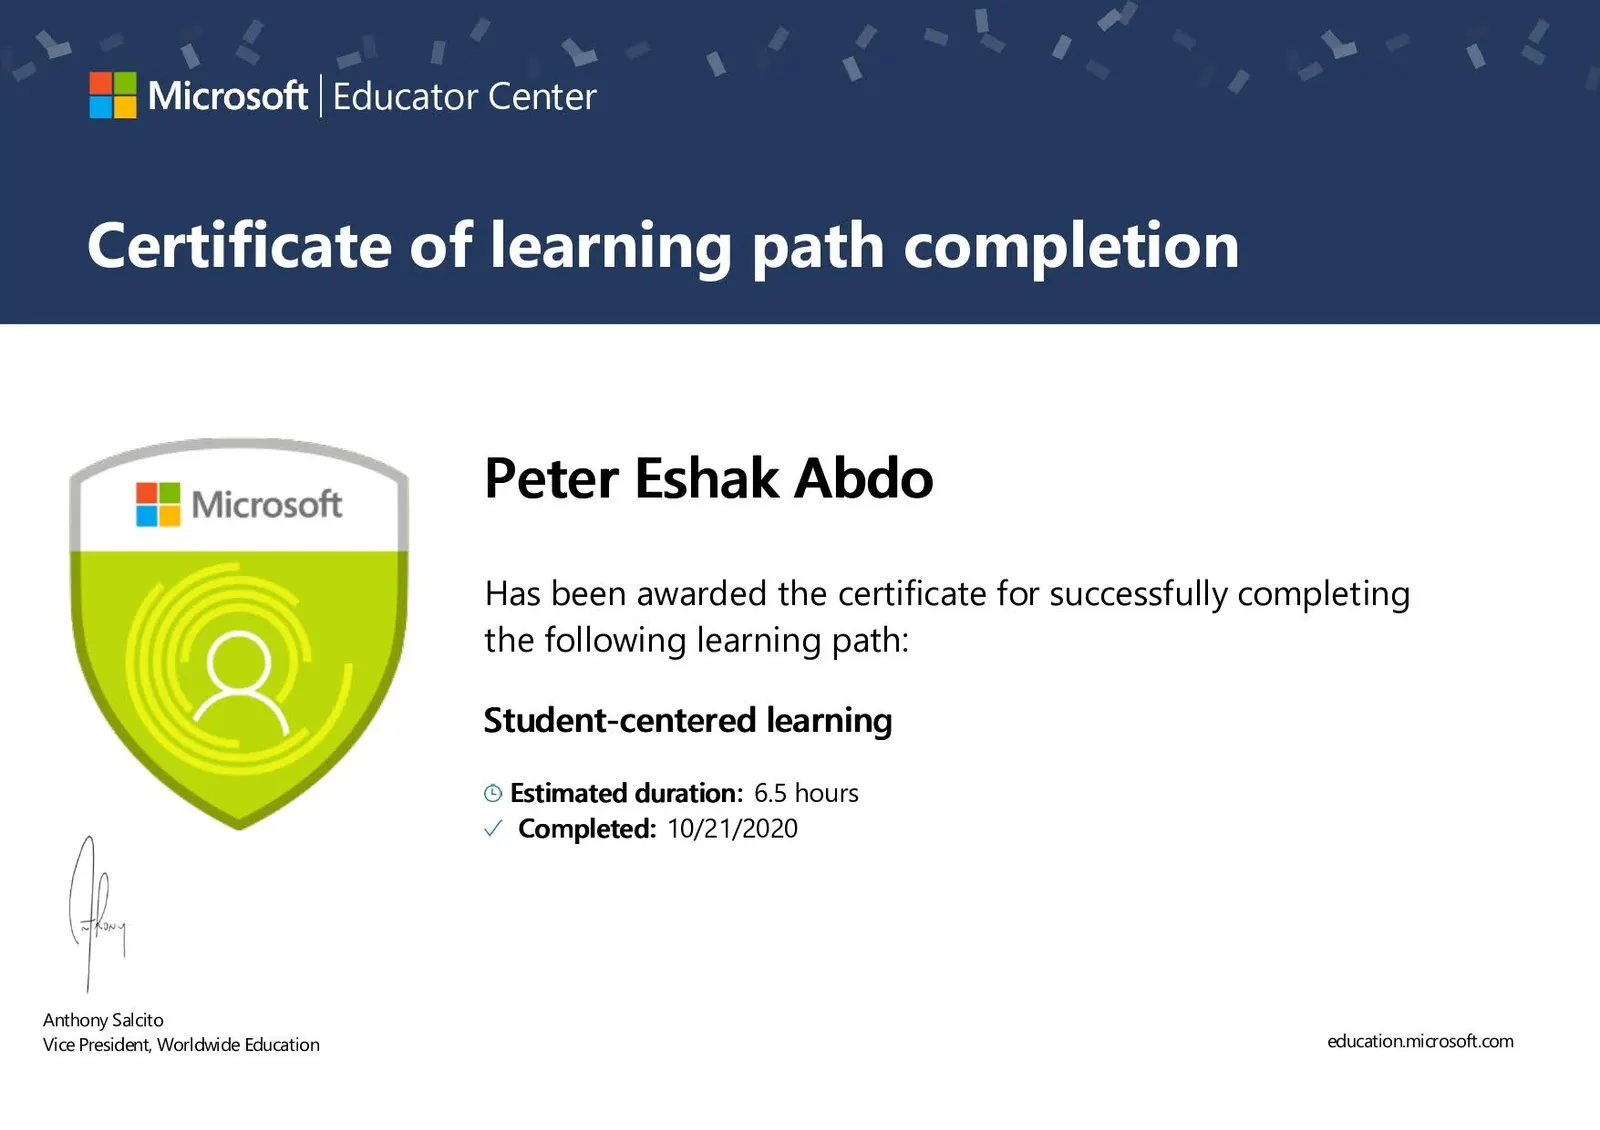 Microsoft | Educator Center
Certificate of learning path completion
Microsoft
Peter Eshak Abdo
Has been awarded the certificate for successfully completing
the following learning path:
Student-centered learning
Estimated duration: 6.5 hours
Completed: 10/21/2020
Anthony
Anthony Salcito
Vice President, Worldwide Education
education.microsoft.com